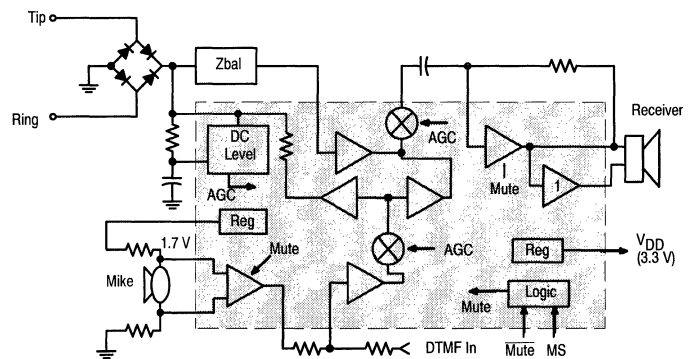 Tip
Zbal
Ring
Receiver
DC
Level
AGC
AGC
Mute
1
Reg
1.7 V
Mute
AGC
Reg
VDD
(3.3 V)
Mike
Mute
Logic
DTMF In
Mute
MS